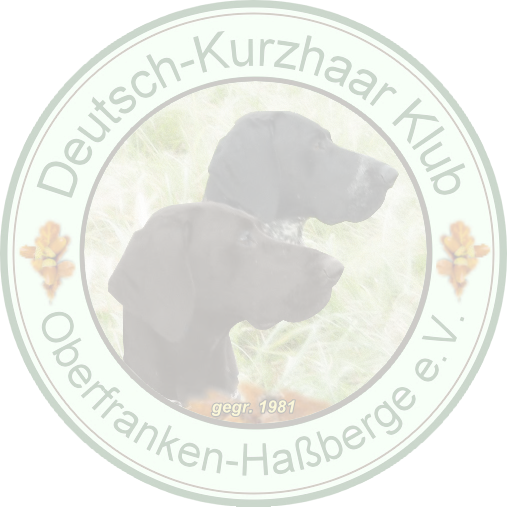 Deutsch-Kurzhaar Klub
gegr. 1981
Oberfranken-Haßberge e.V.